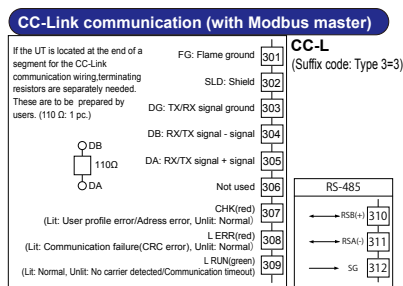 CC-Link communication (with Modbus master)
If the UT is located at the end of a
segment for the CC-Link
communication wiring,terminating
resistors are separately needed.
These are to be prepared by
users. (110 Ω: 1 pc.)
DB
110Ω
DA
FG: Flame ground 301
SLD: Shield 302
DG: TX/RX signal ground 303
DB: RX/TX signal - signal 304
DA: RX/TX signal + signal 305
Not used 306
CHK(red) 307
(Lit: User profile error/Adress error, Unlit: Normal)
L ERR(red) 308
(Lit: Communication failure(CRC error), Unlit: Normal)
L RUN(green) 309
(Lit: Normal, Unlit: No carrier detected/Communication timeout)
CC-L
(Suffix code: Type 3=3)
RS-485
RSB(+) 310
RSA(-) 311
SG 312